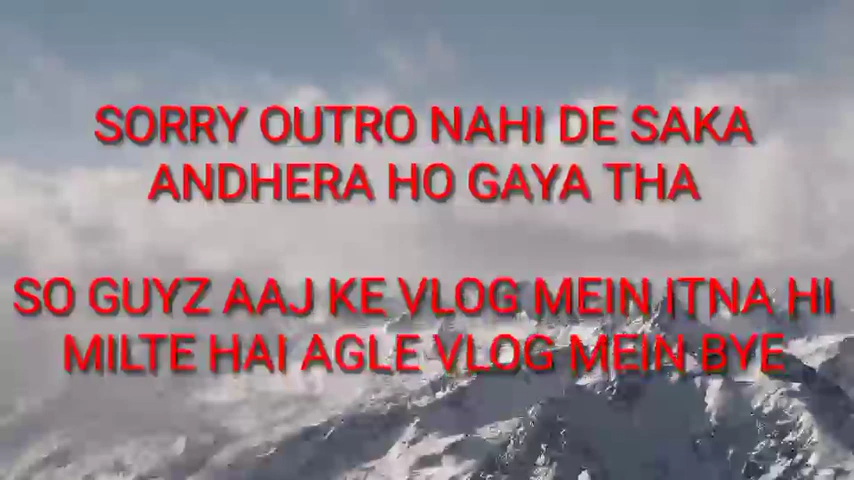 SORRY OUTRO NAHI DE SAKA
ANDHERA HO GAYA THA
SO GUYZ AAJ KE VLOG MEIN ITNA HI
MILTE HAI AGLE VLOG MEIN BYE